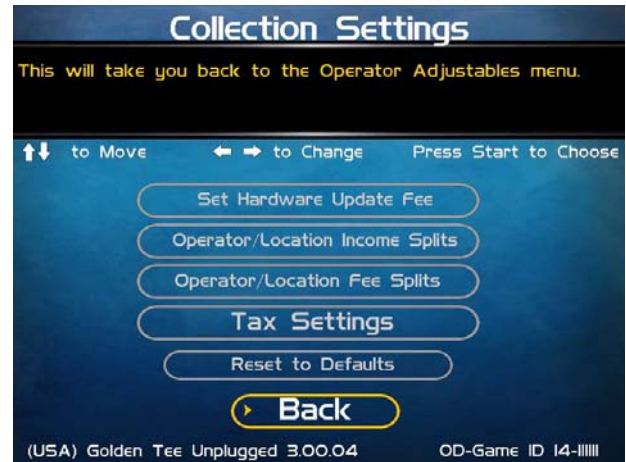 Collection Settings
This will take you back to the Operator Adjustables menu.
to Move to Change Press Start to Choose
Set Hardware Update Fee
Operator/Location Income Splits
Operator/Location Fee Splits
Tax Settings
Reset to Defaults
Back
(USA) Golden Tee Unplugged 3.00.04 OD-Game ID 14-111111